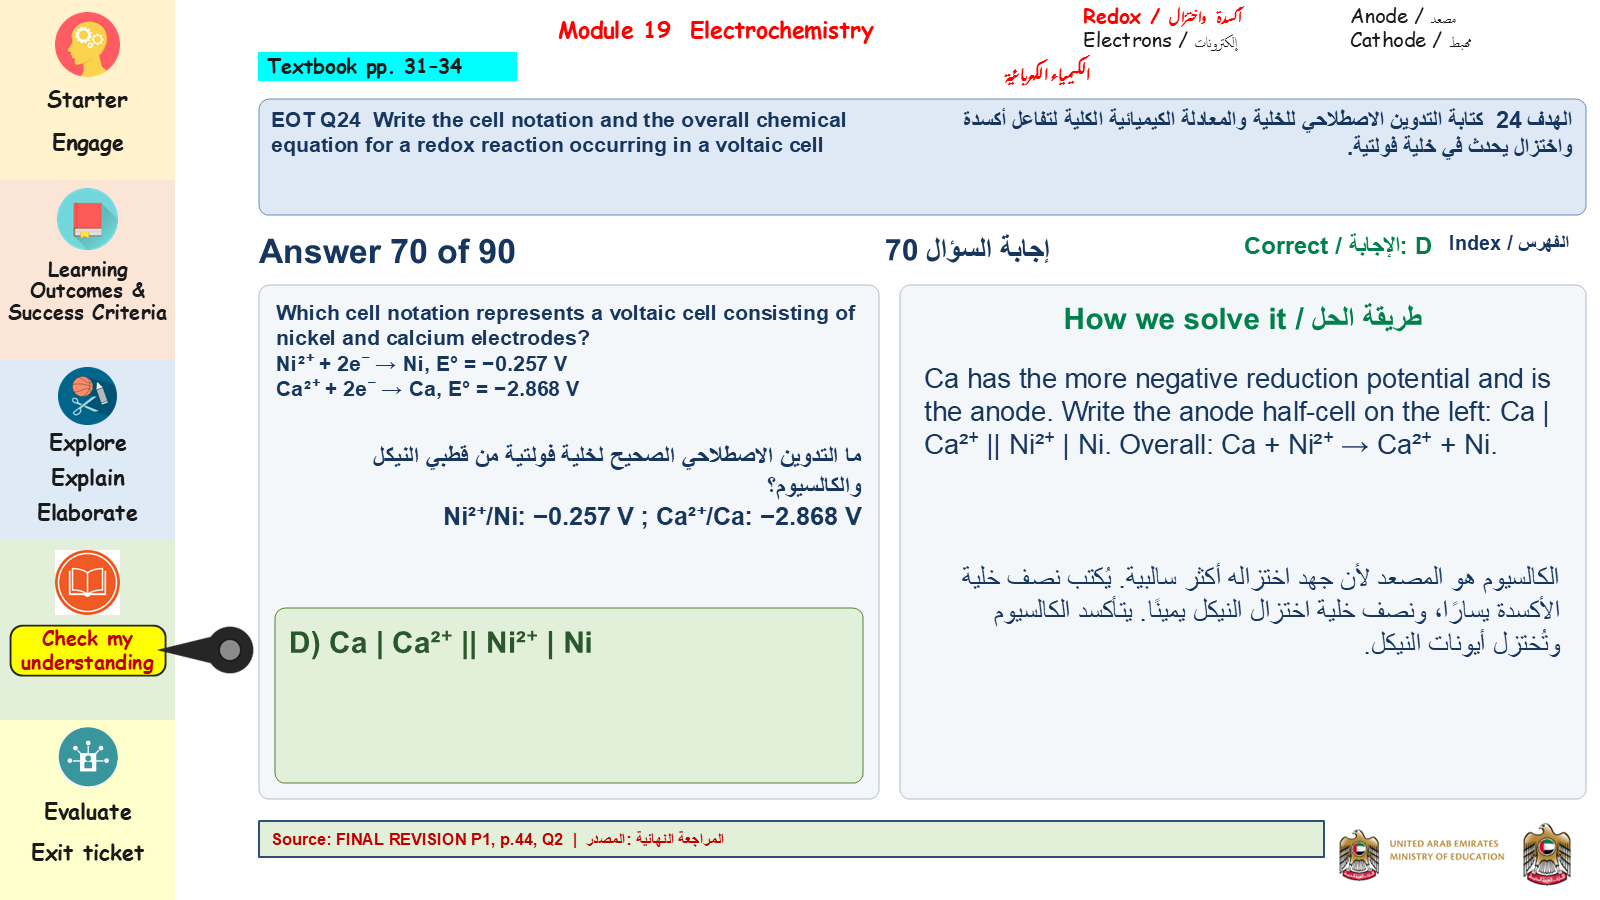 Starter
Engage
Learning
Outcomes &
Success Criteria
Explore
Explain
Elaborate
Check my
understanding
Evaluate
Exit ticket
Module 19 Electrochemistry
Redox / أكسدة واختزال
Electrons / إلكترونات
Anode / مصعد
Cathode / مهبط
الكيمياء الكهربائية
Textbook pp. 31-34
EOT Q24 Write the cell notation and the overall chemical
equation for a redox reaction occurring in a voltaic cell
الهدف 24 كتابة التدوين الاصطلاحي للخلية والمعادلة الكيميائية الكلية لتفاعل أكسدة
واختزال يحدث في خلية فولتية.
Answer 70 of 90
إجابة السؤال 70
Correct / الإجابة: D
Index / الفهرس
Which cell notation represents a voltaic cell consisting of
nickel and calcium electrodes?
Ni²⁺ + 2e⁻ → Ni, E° = −0.257 V
Ca²⁺ + 2e⁻ → Ca, E° = −2.868 V
ما التدوين الاصطلاحي الصحيح لخلية فولتية من قطبي النيكل
والكالسيوم؟
Ni²⁺/Ni: −0.257 V ; Ca²⁺/Ca: −2.868 V
D) Ca | Ca²⁺ || Ni²⁺ | Ni
How we solve it / طريقة الحل
Ca has the more negative reduction potential and is
the anode. Write the anode half-cell on the left: Ca |
Ca²⁺ || Ni²⁺ | Ni. Overall: Ca + Ni²⁺ → Ca²⁺ + Ni.
الكالسيوم هو المصعد لأن جهد اختزاله أكثر سالبية. يُكتب نصف خلية
الأكسدة يسارًا، ونصف خلية اختزال النيكل يمينًا. يتأكسد الكالسيوم
وتُختزل أيونات النيكل.
Source: FINAL REVISION P1, p.44, Q2 | المراجعة النهائية :المصدر
UNITED ARAB EMIRATES
MINISTRY OF EDUCATION